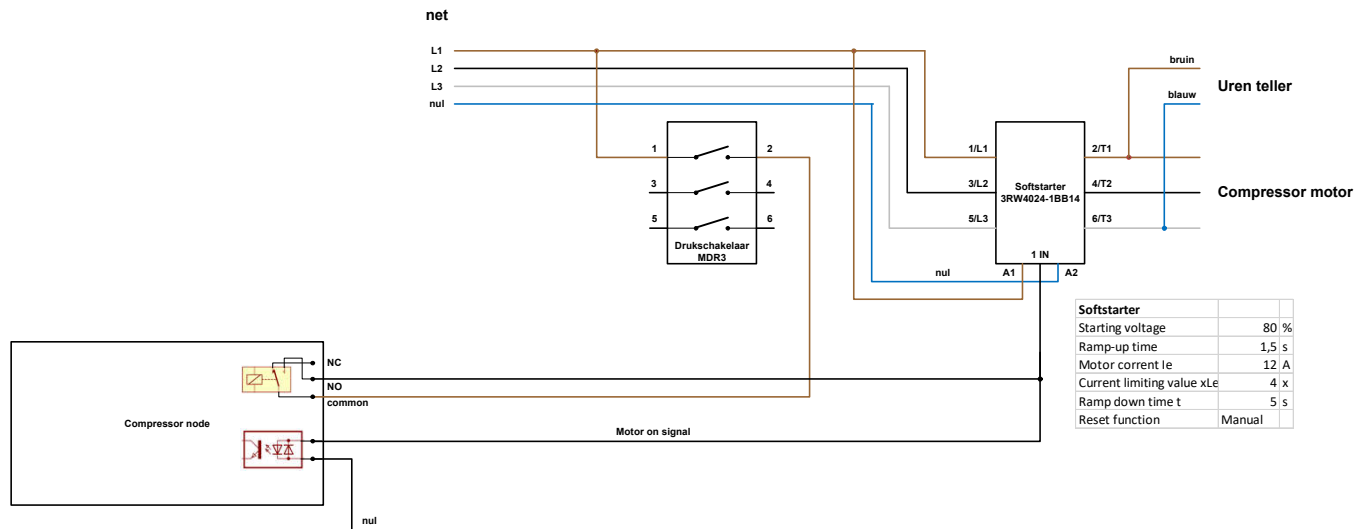 net
L1
L2
L3
nul
bruin
Uren teller
blauw
1 2
3 4
5 6
Drukschakelaar
MDR3
1/L1 2/T1
3/L2 4/T2
5/L3 6/T3
Softstarter
3RW4024-1BB14
1 IN
Compressor motor
nul A1 A2
Softstarter
Starting voltage 80 %
Ramp-up time 1,5 s
Motor corrent Ie 12 A
Current limiting value xLe 4 x
Ramp down time t 5 s
Reset function Manual
NC
NO
common
Compressor node
Motor on signal
nul